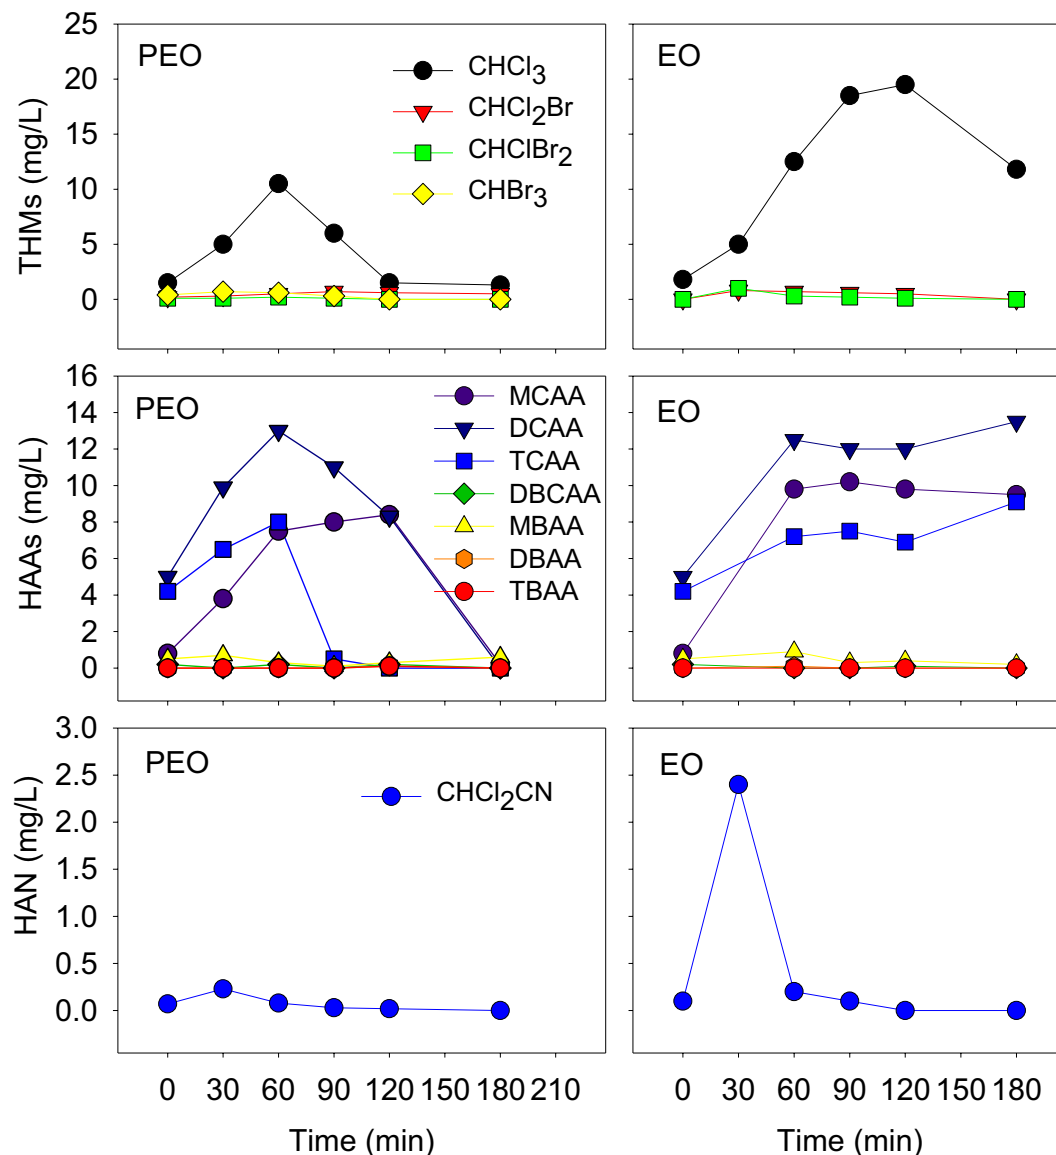 25
20
15
10
5
0
THMs (mg/L)
PEO
CHCl3
CHCl2Br
CHClBr2
CHBr3
EO
16
14
12
10
8
6
4
2
0
HAAs (mg/L)
PEO
MCAA
DCAA
TCAA
DBCAA
MBAA
DBAA
TBAA
EO
3.0
2.5
2.0
1.5
1.0
0.5
0.0
HAN (mg/L)
PEO
CHCl2CN
EO
0 30 60 90 120 150 180 210
0 30 60 90 120 150 180
Time (min)
Time (min)